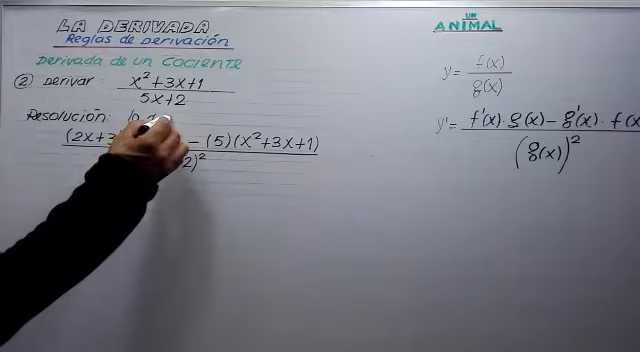 LA DERIVADA
Reglas de Derivación
Derivada de un Cociente
② Derivar: x²+3x+1
5x+2
Resolución: la
(2x+3 - (5)(x²+3x+1)
2)²
UN
ANIMAL
y = f(x)
g(x)
y' = f'(x)·g(x) - g'(x)·f(x
(g(x))²